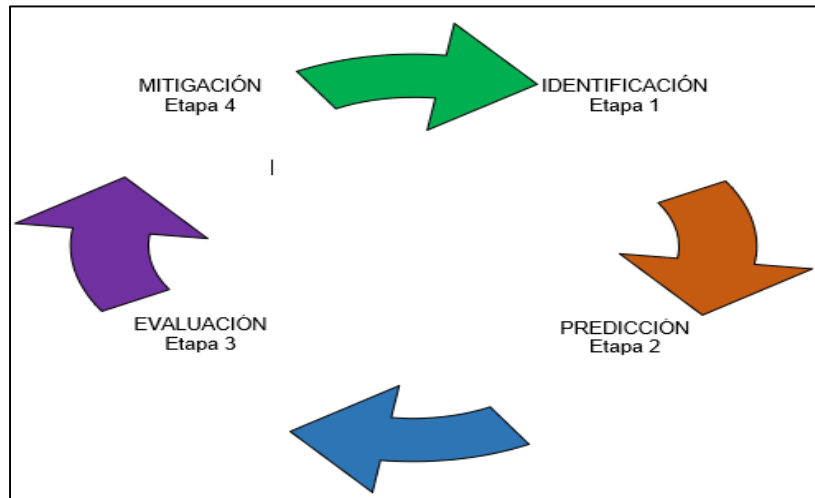 MITIGACIÓN
Etapa 4
IDENTIFICACIÓN
Etapa 1
EVALUACIÓN
Etapa 3
PREDICCIÓN
Etapa 2